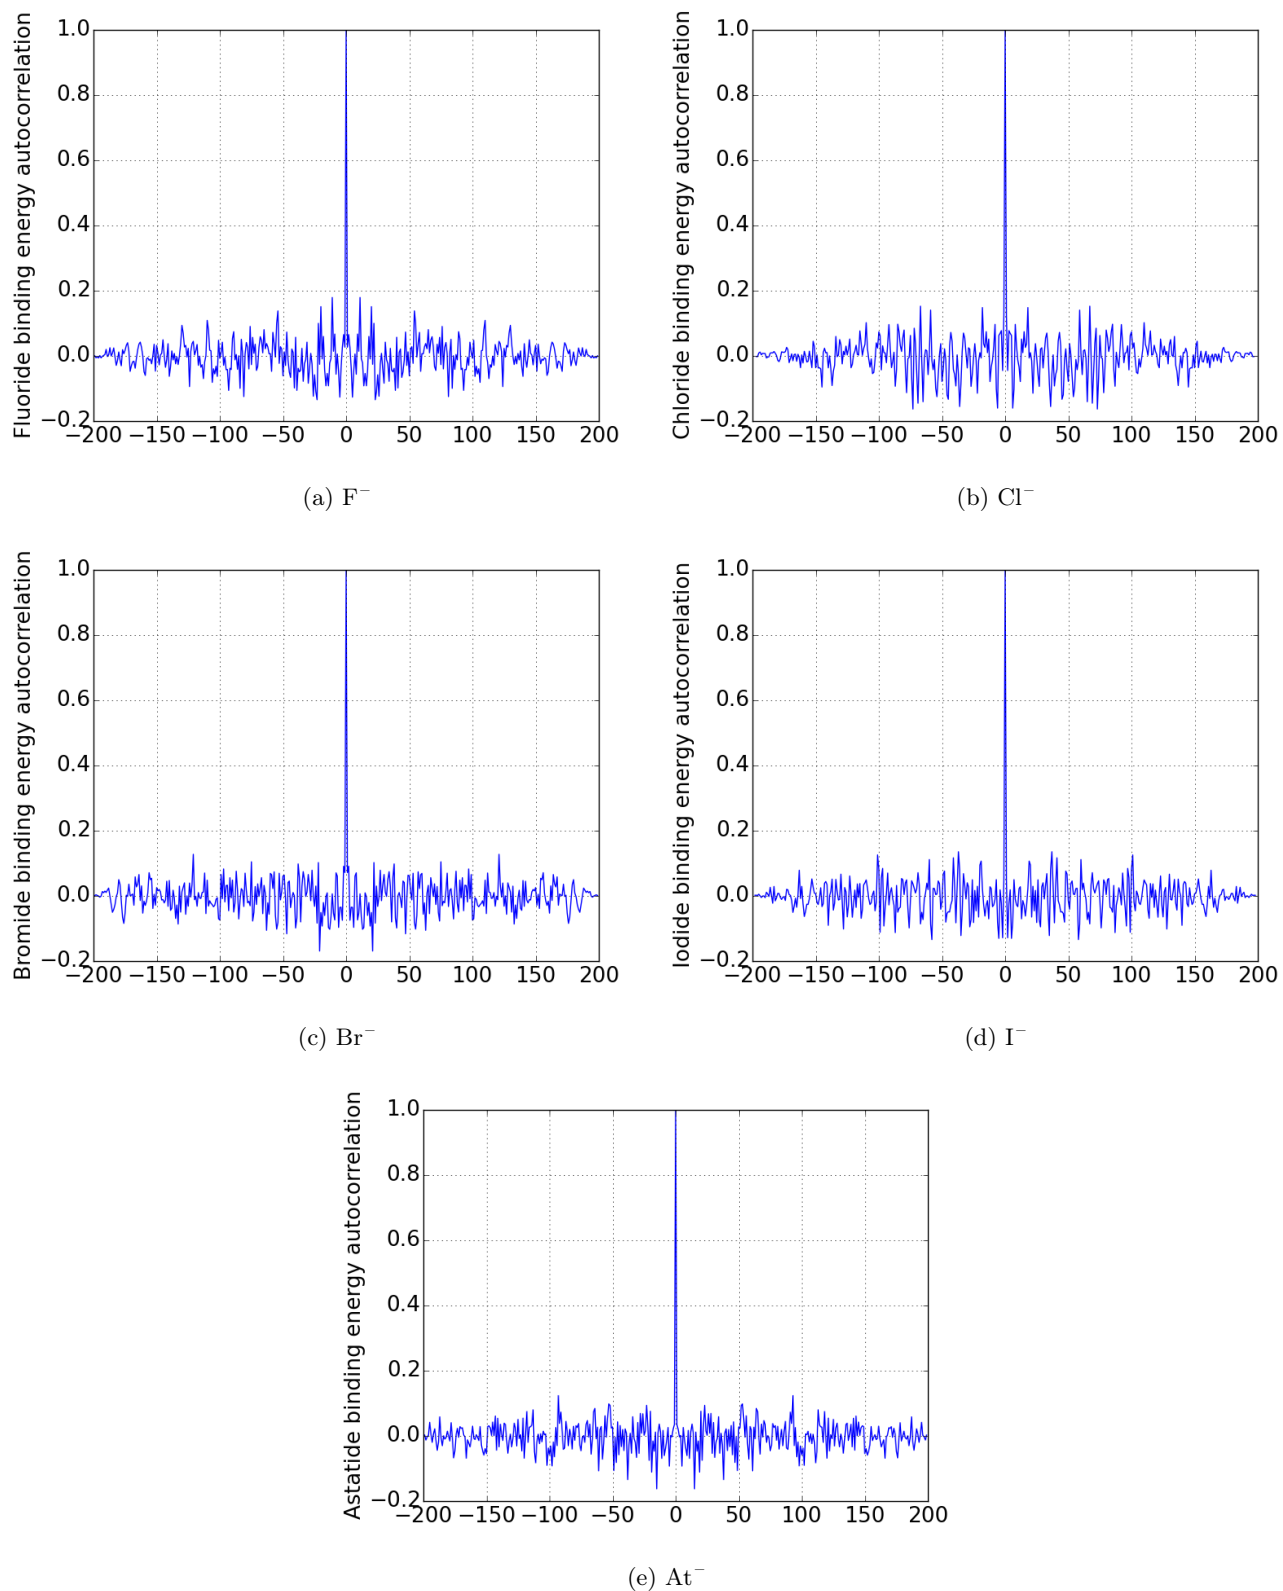 Fluoride binding energy autocorrelation
1.0
0.8
0.6
0.4
0.2
0.0
−0.2
−200 −150 −100 −50 0 50 100 150 200
(a) F⁻
Chloride binding energy autocorrelation
1.0
0.8
0.6
0.4
0.2
0.0
−0.2
−200 −150 −100 −50 0 50 100 150 200
(b) Cl⁻
Bromide binding energy autocorrelation
1.0
0.8
0.6
0.4
0.2
0.0
−0.2
−200 −150 −100 −50 0 50 100 150 200
(c) Br⁻
Iodide binding energy autocorrelation
1.0
0.8
0.6
0.4
0.2
0.0
−0.2
−200 −150 −100 −50 0 50 100 150 200
(d) I⁻
Astatide binding energy autocorrelation
1.0
0.8
0.6
0.4
0.2
0.0
−0.2
−200 −150 −100 −50 0 50 100 150 200
(e) At⁻